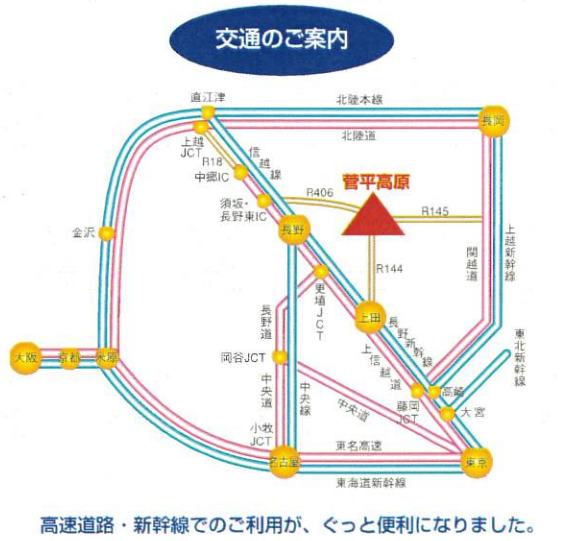 交通のご案内
直江津
北陸本線
北陸道
長岡
上越
JCT
R18
中郷IC
信越線
須坂・
長野東IC
R406
菅平高原
R145
関越道
上越新幹線
金沢
長野
更埴JCT
R144
上田
長野新幹線
上信越道
東北新幹線
長野道
岡谷JCT
大阪
京都
米原
中央道
中央線
中央道
藤岡
JCT
高崎
大宮
小牧
JCT
名古屋
東名高速
東京
東海道新幹線
高速道路・新幹線でのご利用が、ぐっと便利になりました。